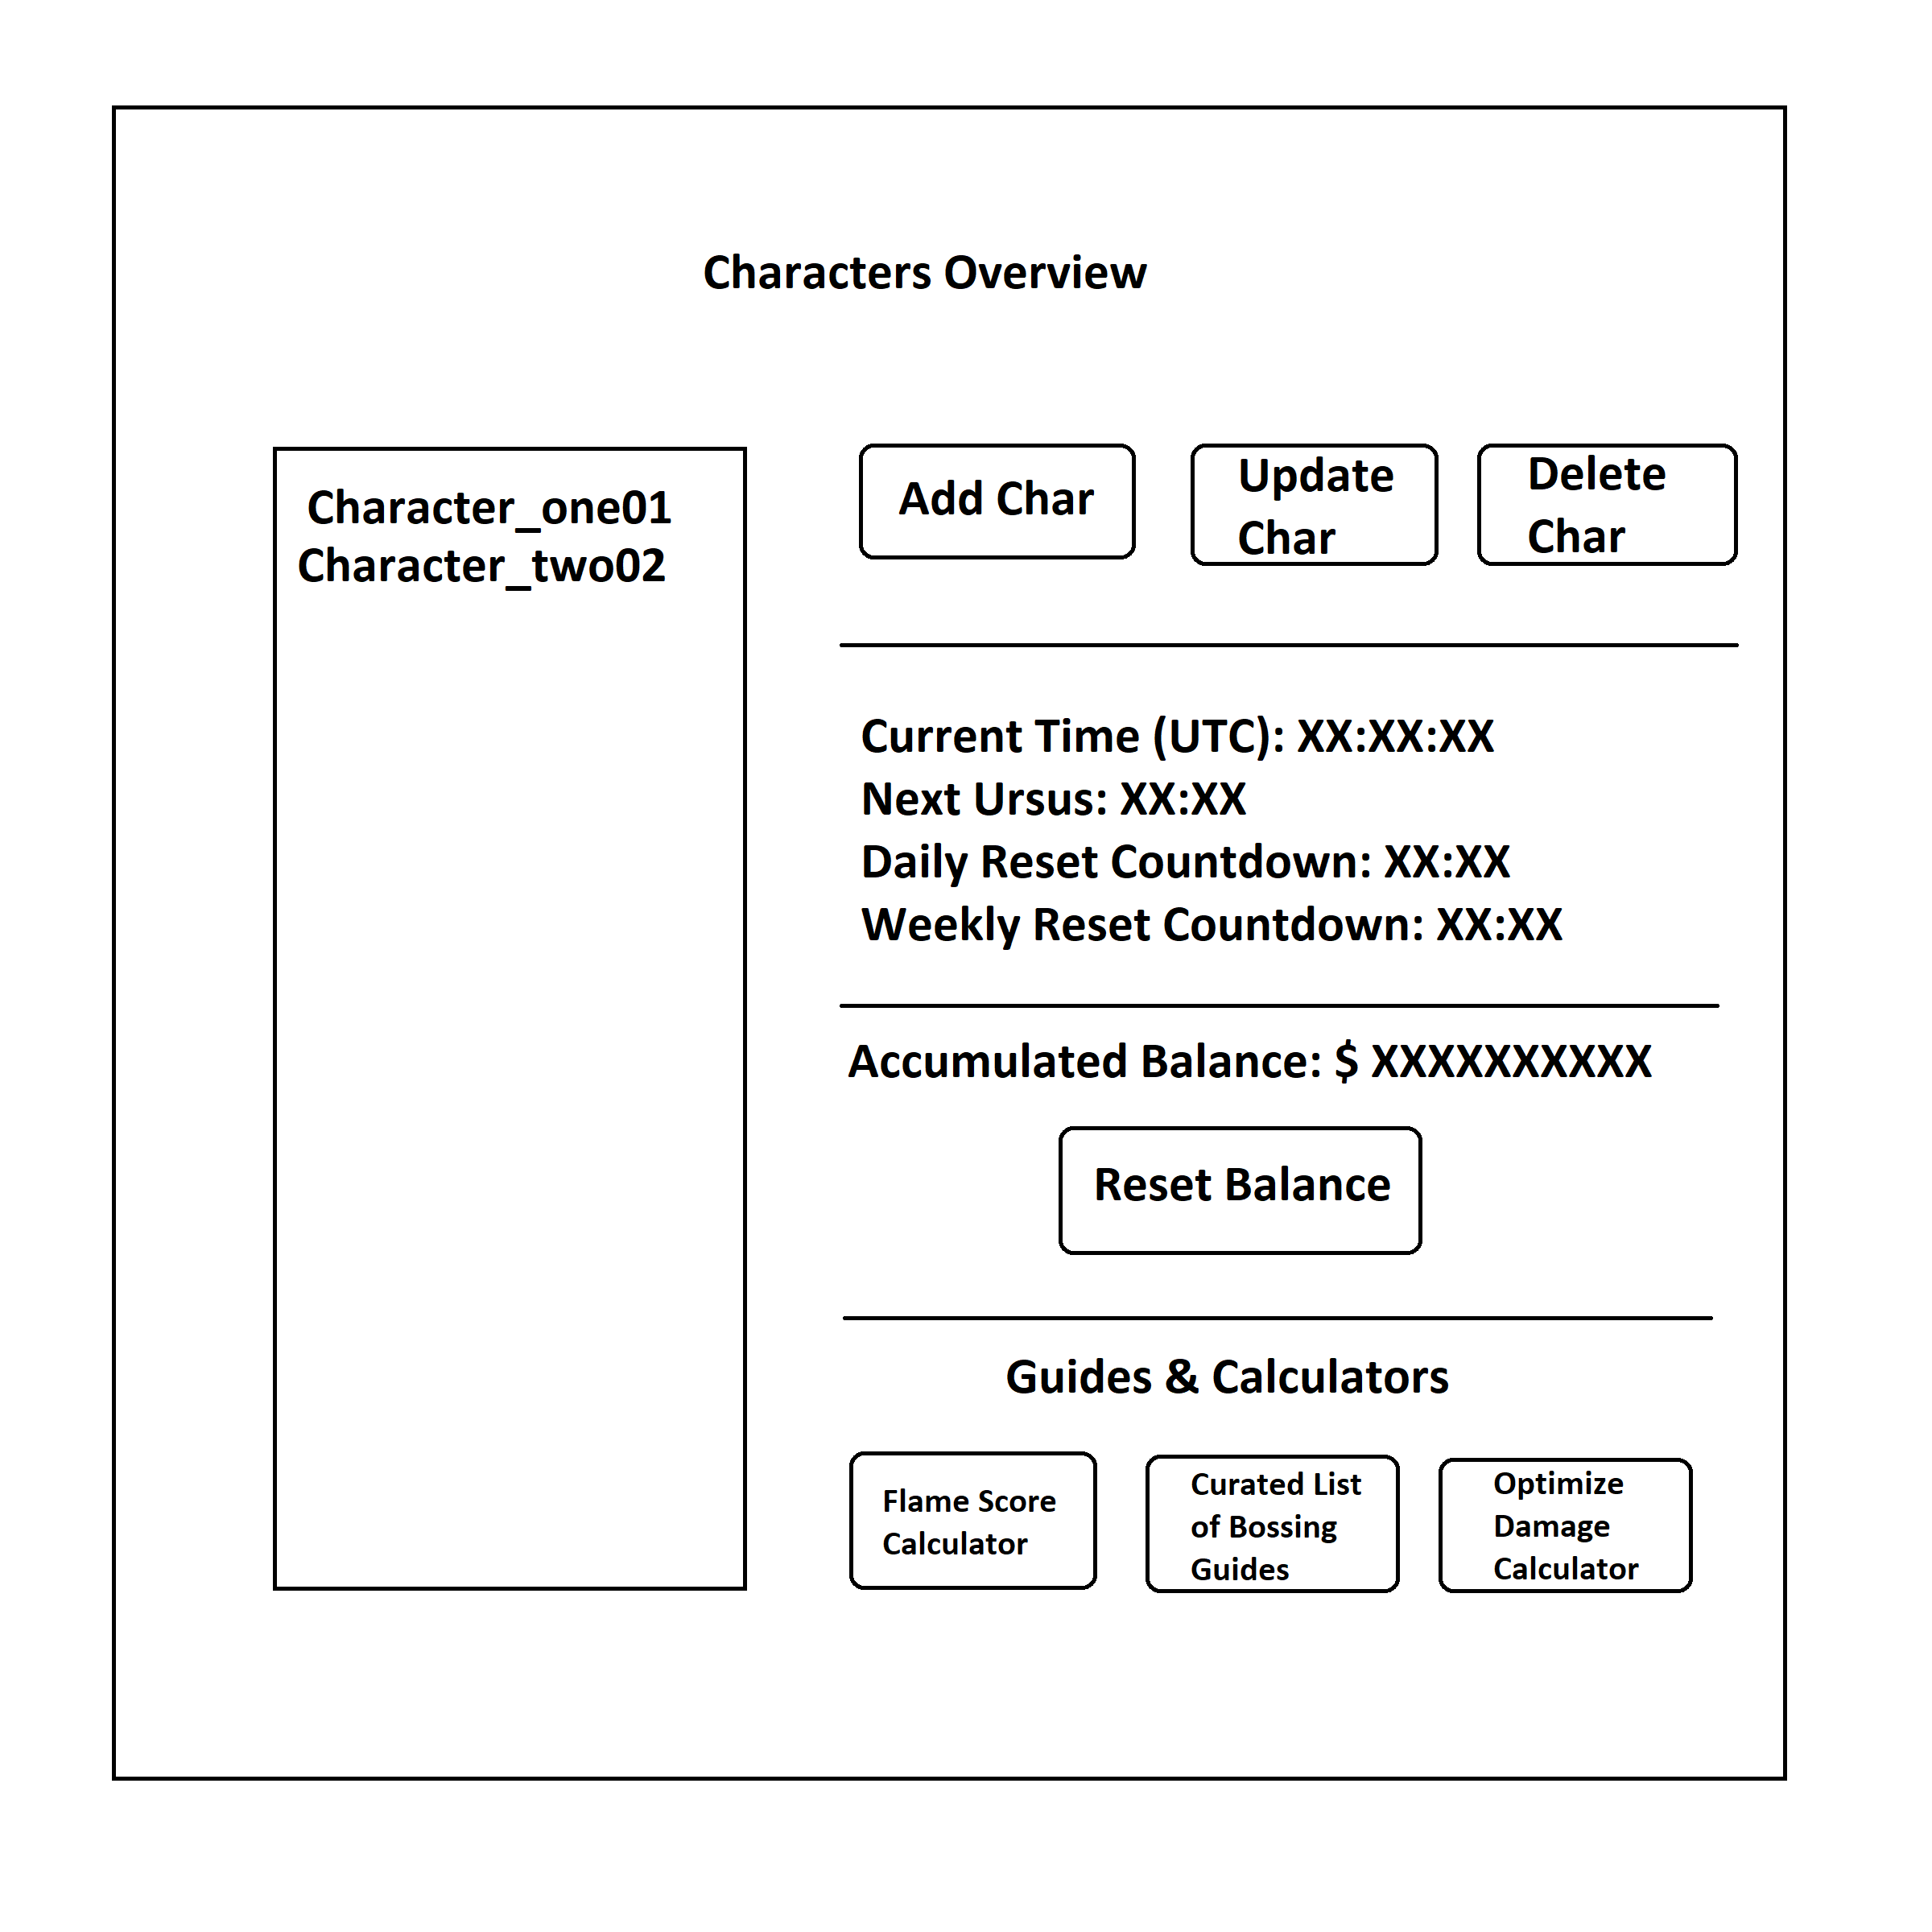 Characters Overview
Character_one01
Character_two02
Add Char
Update
Char
Delete
Char
Current Time (UTC): XX:XX:XX
Next Ursus: XX:XX
Daily Reset Countdown: XX:XX
Weekly Reset Countdown: XX:XX
Accumulated Balance: $ XXXXXXXXXX
Reset Balance
Guides & Calculators
Flame Score
Calculator
Curated List
of Bossing
Guides
Optimize
Damage
Calculator